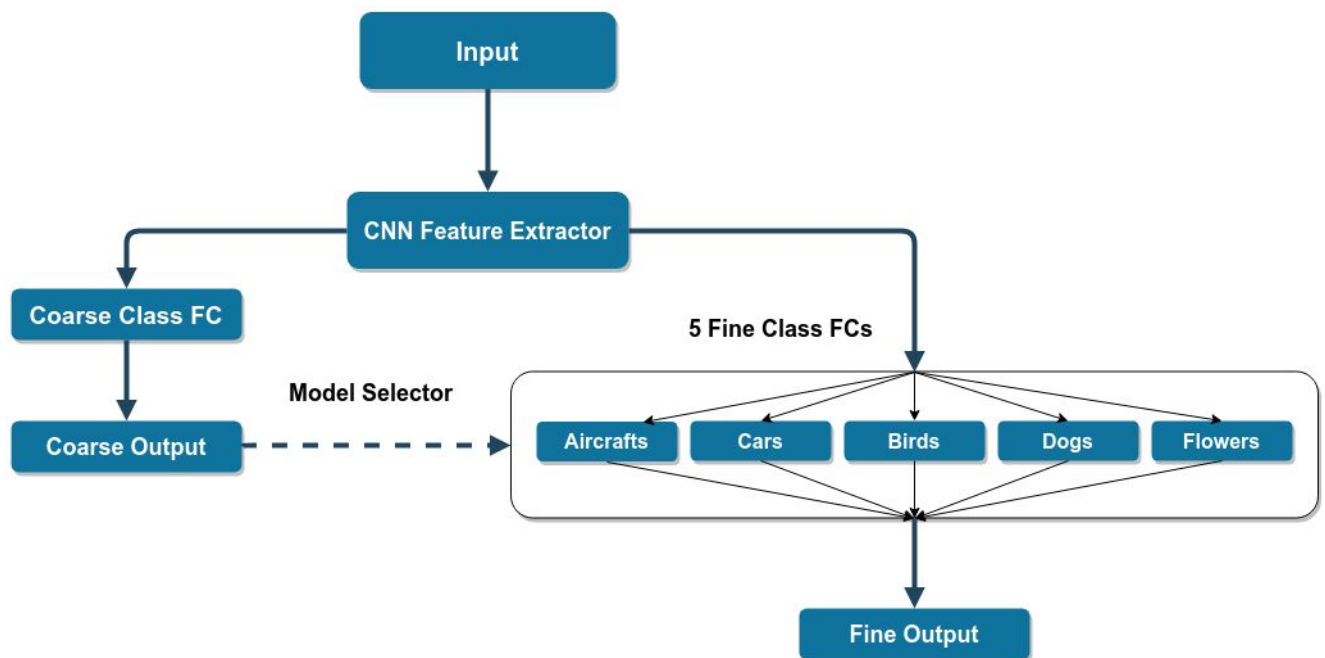 Input
CNN Feature Extractor
Coarse Class FC
5 Fine Class FCs
Model Selector
Coarse Output
Aircrafts
Cars
Birds
Dogs
Flowers
Fine Output